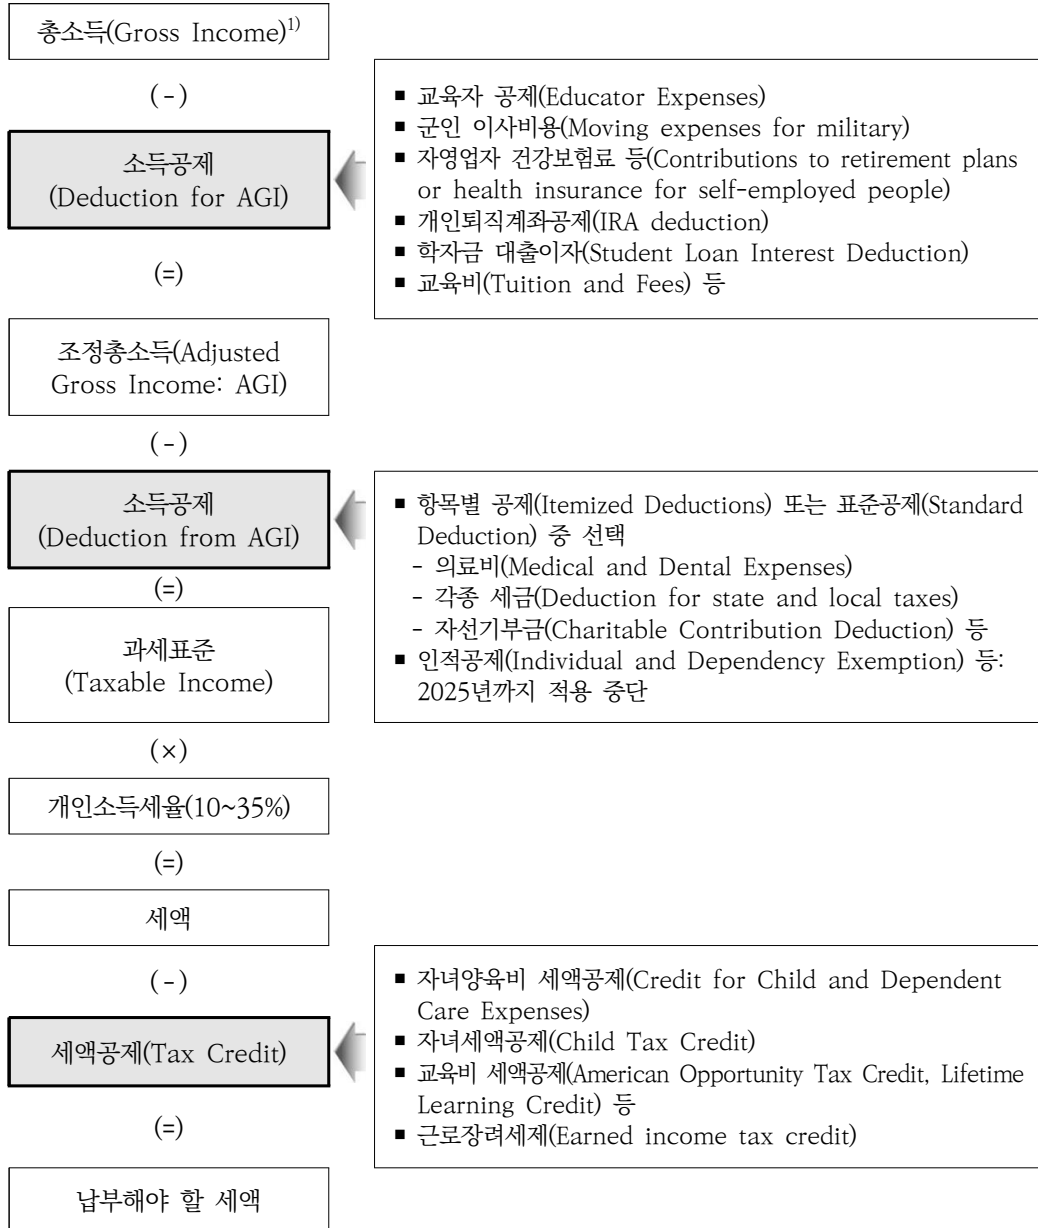 총소득(Gross Income)1)
(-)
■ 교육자 공제(Educator Expenses)
■ 군인 이사비용(Moving expenses for military)
■ 자영업자 건강보험료 등(Contributions to retirement plans
or health insurance for self-employed people)
■ 개인퇴직계좌공제(IRA deduction)
■ 학자금 대출이자(Student Loan Interest Deduction)
■ 교육비(Tuition and Fees) 등
소득공제
(Deduction for AGI)
(=)
조정총소득(Adjusted
Gross Income: AGI)
(-)
소득공제
(Deduction from AGI)
■ 항목별 공제(Itemized Deductions) 또는 표준공제(Standard
Deduction) 중 선택
- 의료비(Medical and Dental Expenses)
- 각종 세금(Deduction for state and local taxes)
- 자선기부금(Charitable Contribution Deduction) 등
■ 인적공제(Individual and Dependency Exemption) 등:
2025년까지 적용 중단
(=)
과세표준
(Taxable Income)
(×)
개인소득세율(10~35%)
(=)
세액
(-)
■ 자녀양육비 세액공제(Credit for Child and Dependent
Care Expenses)
■ 자녀세액공제(Child Tax Credit)
■ 교육비 세액공제(American Opportunity Tax Credit, Lifetime
Learning Credit) 등
■ 근로장려세제(Earned income tax credit)
세액공제(Tax Credit)
(=)
납부해야 할 세액